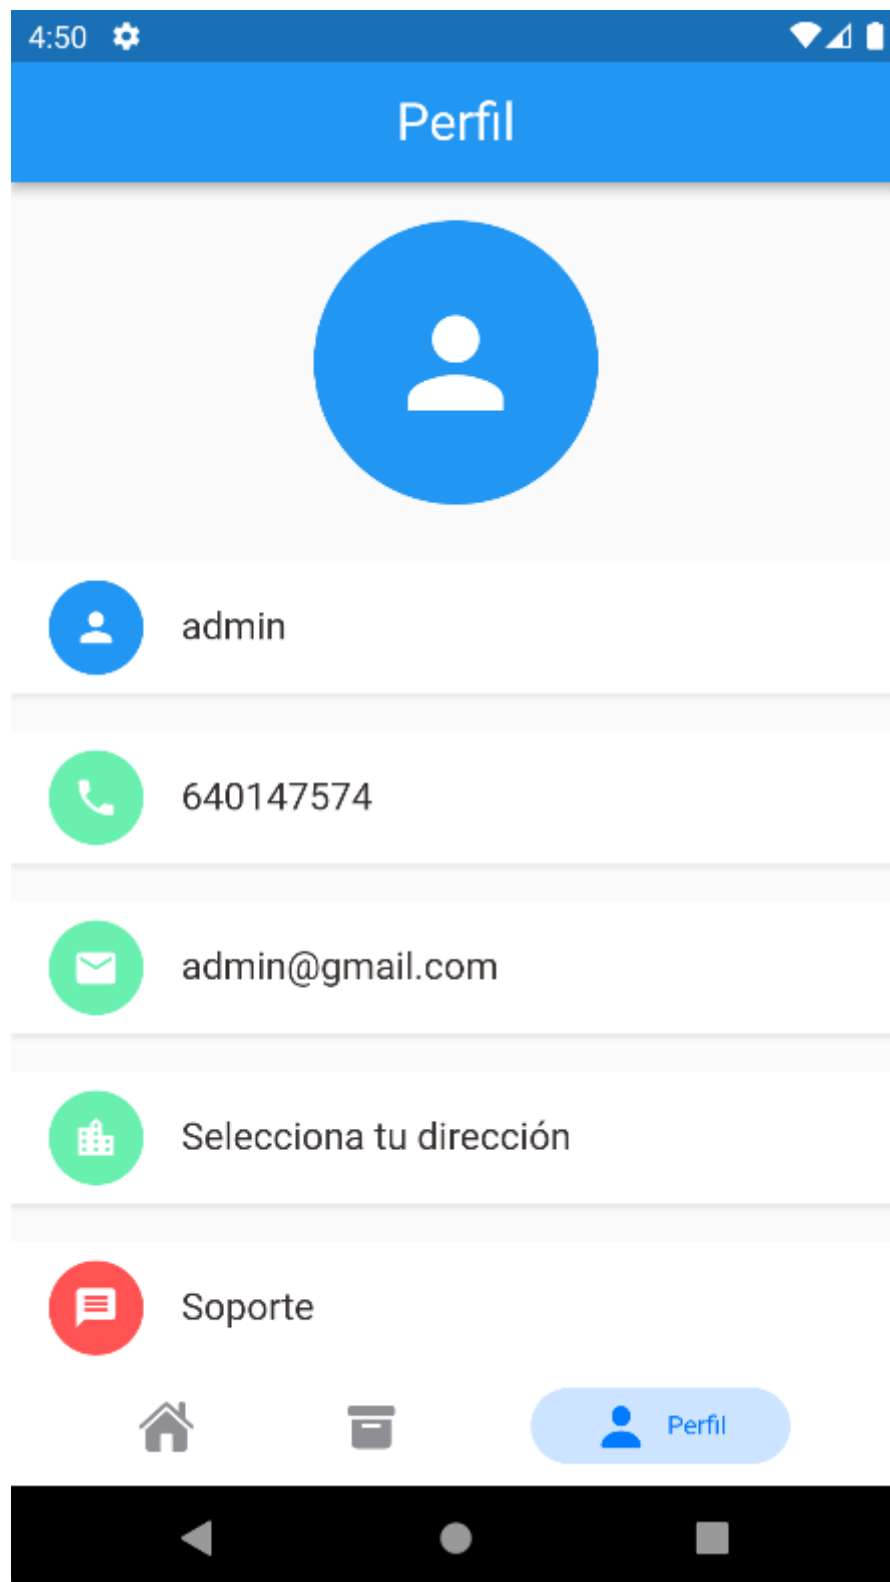 4:50
Perfil
admin
640147574
admin@gmail.com
Selecciona tu dirección
Soporte
Perfil